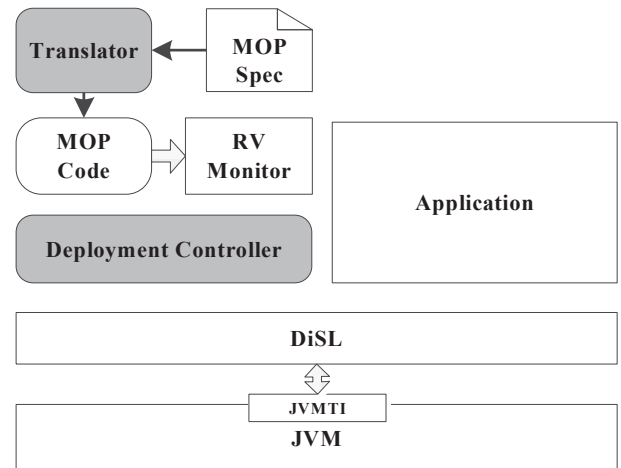 Translator
MOP
Spec
MOP
Code
RV
Monitor
Application
Deployment Controller
DiSL
JVMTI
JVM